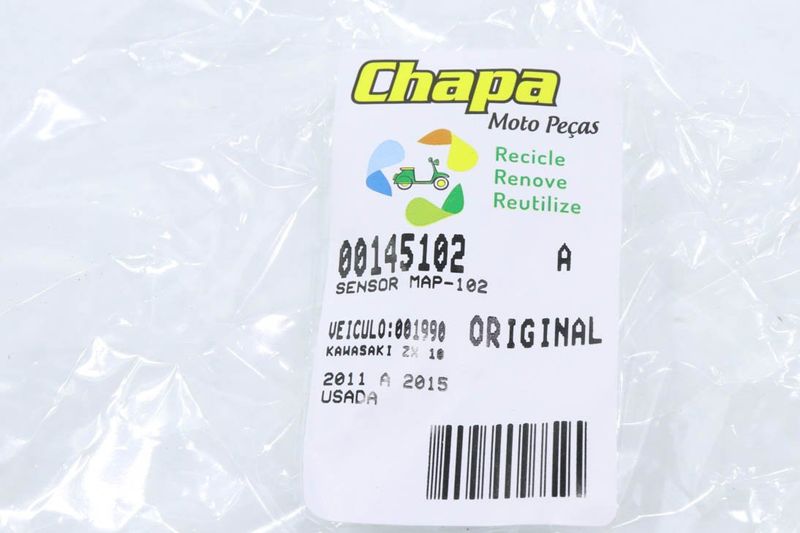 Chapa
Moto Peças
Recicle
Renove
Reutilize
00145102 A
SENSOR MAP-102
VEICULO:001990 ORIGINAL
KAWASAKI ZX 10
2011 A 2015
USADA